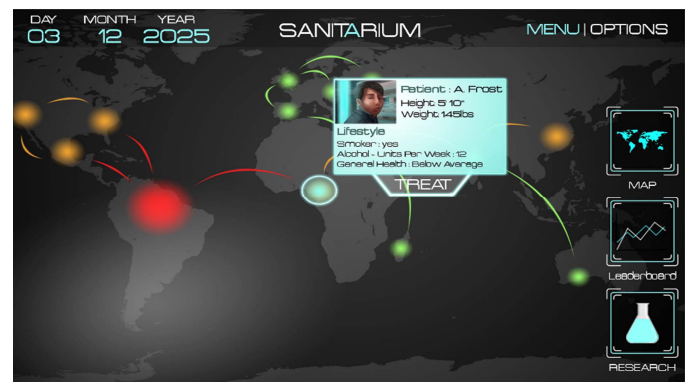 DAY MONTH YEAR
03 12 2025
SANITARIUM
MENU | OPTIONS
Patient : A. Frost
Height: 5' 10"
Weight: 145lbs
Lifestyle
Smoker : yes
Alcohol - Units Per Week : 12
General Health : Below Average
TREAT
MAP
Leaderboard
RESEARCH